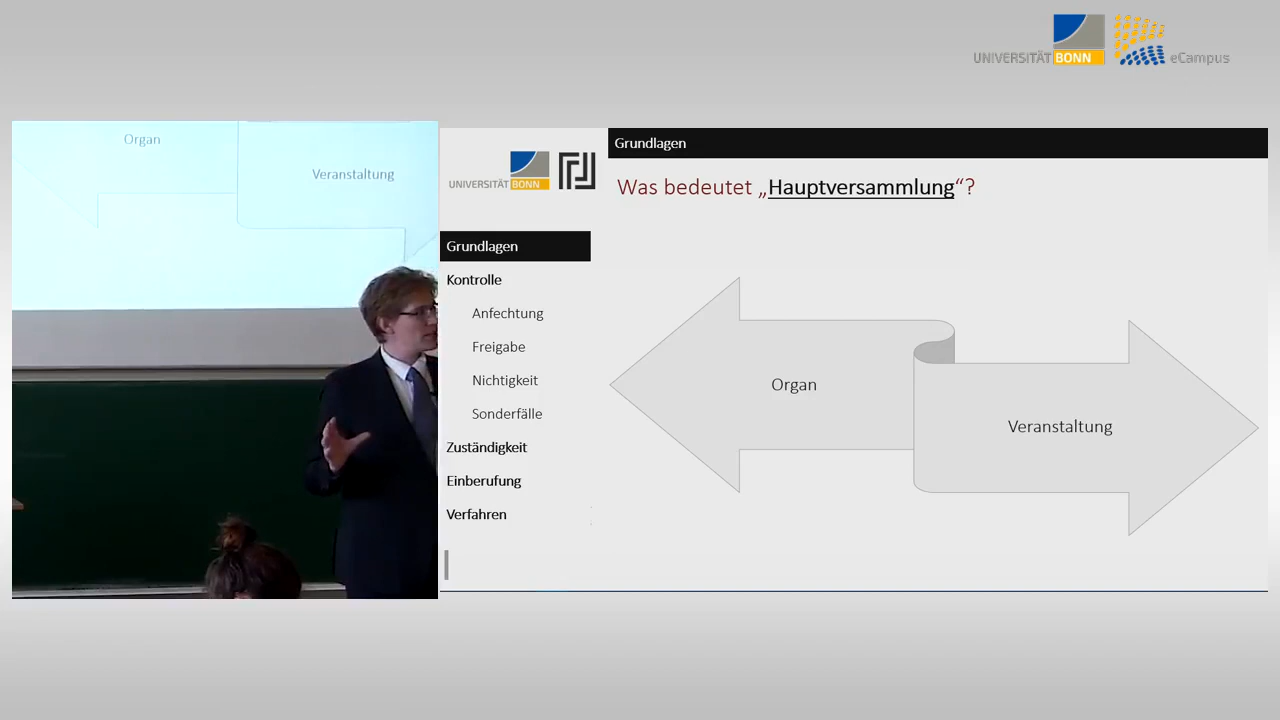 UNIVERSITÄT BONN eCampus
Organ
Veranstaltung
UNIVERSITÄT BONN
Grundlagen
Was bedeutet „Hauptversammlung“?
Grundlagen
Kontrolle
Anfechtung
Freigabe
Nichtigkeit
Sonderfälle
Zuständigkeit
Einberufung
Verfahren
Organ
Veranstaltung